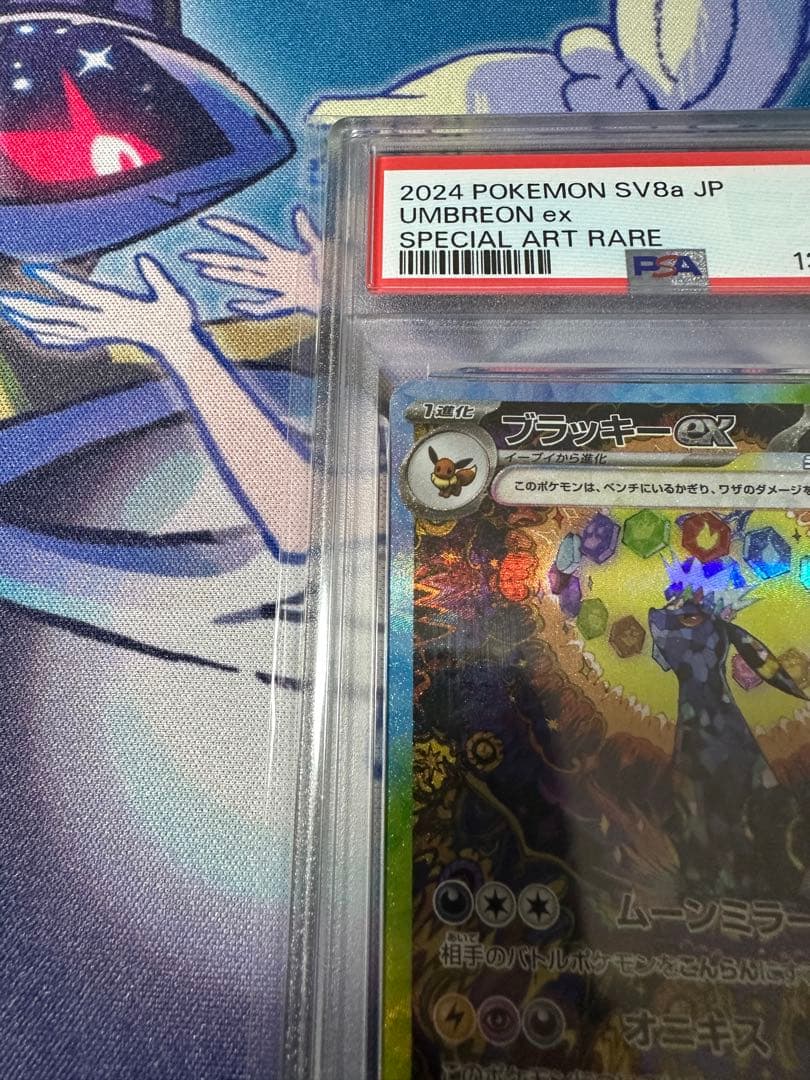 2024 POKEMON SV8a JP
UMBREON ex
SPECIAL ART RARE
PSA
1進化
ブラッキーex
イーブイから進化
このポケモンは、ベンチにいるかぎり、ワザのダメージを
ムーンミラー
あいて
相手のバトルポケモンをこんらんにす
オニキス